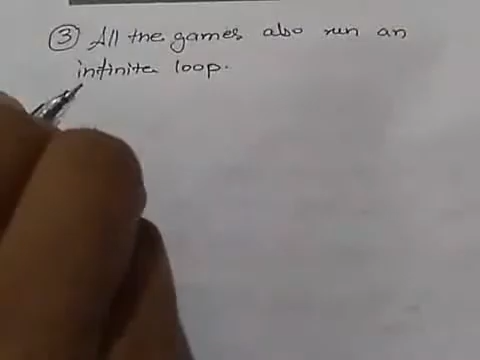 ③ All the games also run an
infinite loop.